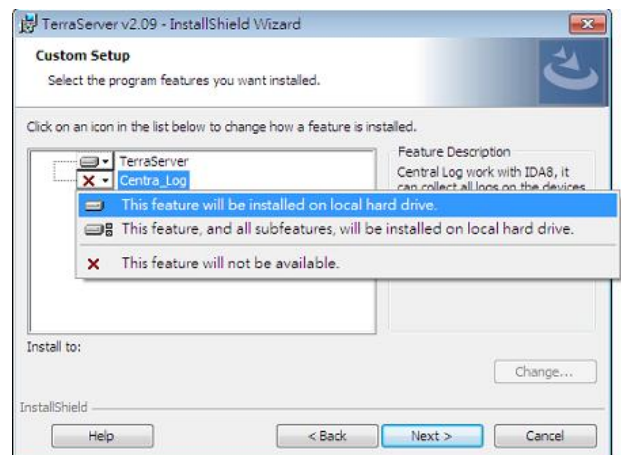 TerraServer v2.09 - InstallShield Wizard
Custom Setup
Select the program features you want installed.
Click on an icon in the list below to change how a feature is installed.
TerraServer
Centra_Log
Feature Description
Central Log work with IDA8, it
can collect all logs on the devices
This feature will be installed on local hard drive.
This feature, and all subfeatures, will be installed on local hard drive.
This feature will not be available.
Install to:
Change...
InstallShield
Help
< Back
Next >
Cancel